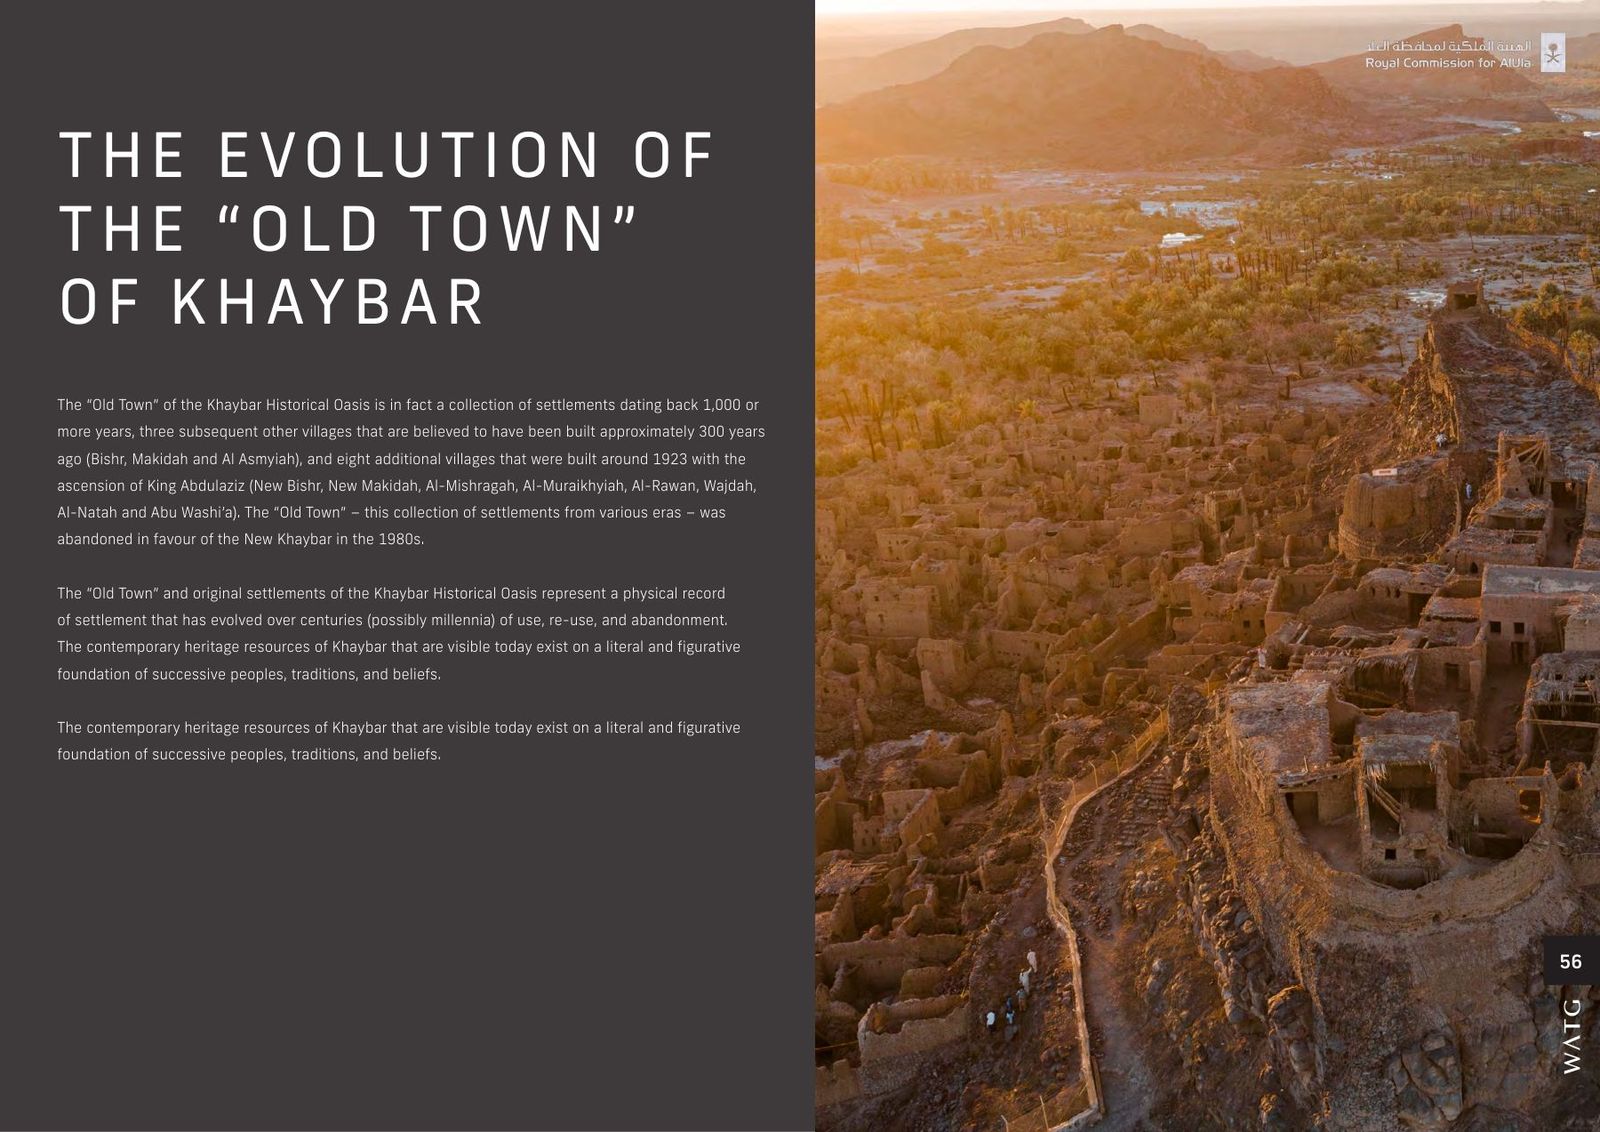 THE EVOLUTION OF
THE “OLD TOWN”
OF KHAYBAR
The “Old Town” of the Khaybar Historical Oasis is in fact a collection of settlements dating back 1,000 or
more years, three subsequent other villages that are believed to have been built approximately 300 years
ago (Bishr, Makidah and Al Asmyiah), and eight additional villages that were built around 1923 with the
ascension of King Abdulaziz (New Bishr, New Makidah, Al-Mishragah, Al-Muraikhyiah, Al-Rawan, Wajdah,
Al-Natah and Abu Washi’a). The “Old Town” – this collection of settlements from various eras – was
abandoned in favour of the New Khaybar in the 1980s.
The “Old Town” and original settlements of the Khaybar Historical Oasis represent a physical record
of settlement that has evolved over centuries (possibly millennia) of use, re-use, and abandonment.
The contemporary heritage resources of Khaybar that are visible today exist on a literal and figurative
foundation of successive peoples, traditions, and beliefs.
The contemporary heritage resources of Khaybar that are visible today exist on a literal and figurative
foundation of successive peoples, traditions, and beliefs.
الهيئة الملكية لمحافظة العلا
Royal Commission for AlUla
56
WATG